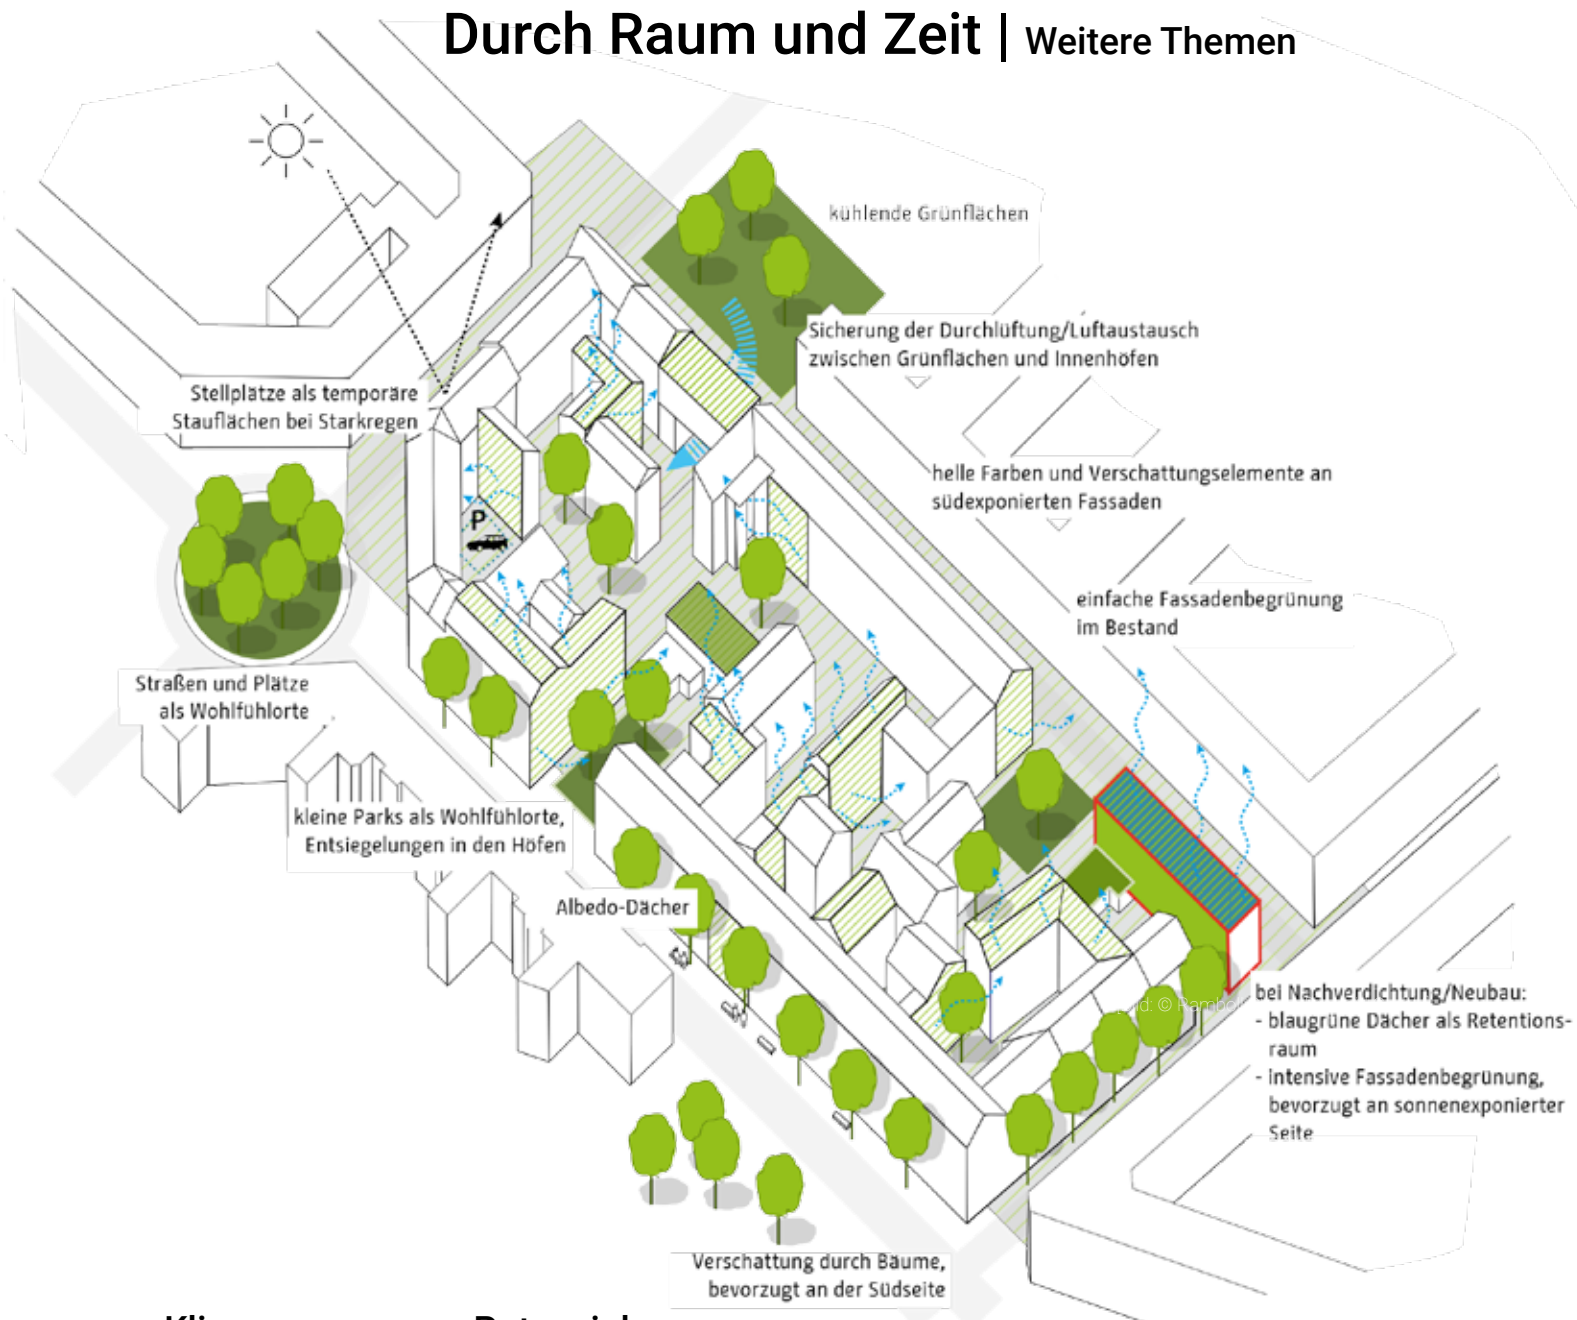 Durch Raum und Zeit | Weitere Themen
kühlende Grünflächen
Sicherung der Durchlüftung/Luftaustausch
zwischen Grünflächen und Innenhöfen
Stellplätze als temporäre
Stauflächen bei Starkregen
helle Farben und Verschattungselemente an
südexponierten Fassaden
P
einfache Fassadenbegrünung
im Bestand
Straßen und Plätze
als Wohlfühlorte
kleine Parks als Wohlfühlorte,
Entsiegelungen in den Höfen
Albedo-Dächer
bei Nachverdichtung/Neubau:
- blaugrüne Dächer als Retentions-
raum
- intensive Fassadenbegrünung,
bevorzugt an sonnenexponierter
Seite
Verschattung durch Bäume,
bevorzugt an der Südseite